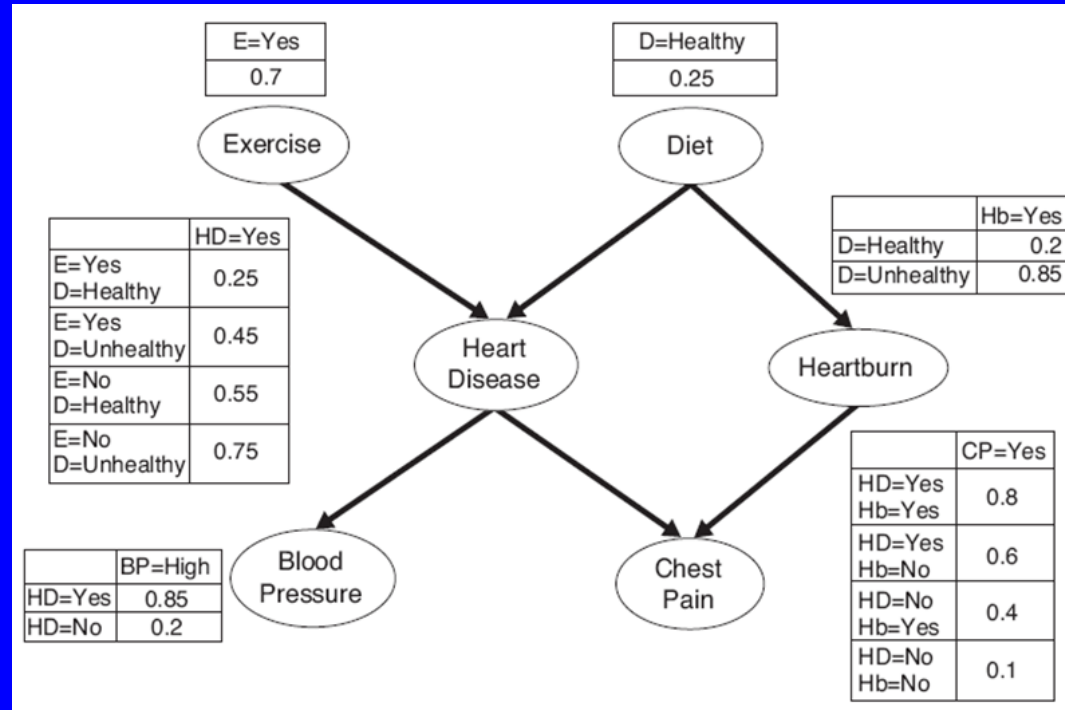 E=Yes
0.7
D=Healthy
0.25
Exercise
Diet
HD=Yes
E=Yes
D=Healthy
0.25
E=Yes
D=Unhealthy
0.45
E=No
D=Healthy
0.55
E=No
D=Unhealthy
0.75
Hb=Yes
D=Healthy 0.2
D=Unhealthy 0.85
Heart
Disease
Heartburn
BP=High
HD=Yes 0.85
HD=No 0.2
Blood
Pressure
Chest
Pain
CP=Yes
HD=Yes
Hb=Yes
0.8
HD=Yes
Hb=No
0.6
HD=No
Hb=Yes
0.4
HD=No
Hb=No
0.1